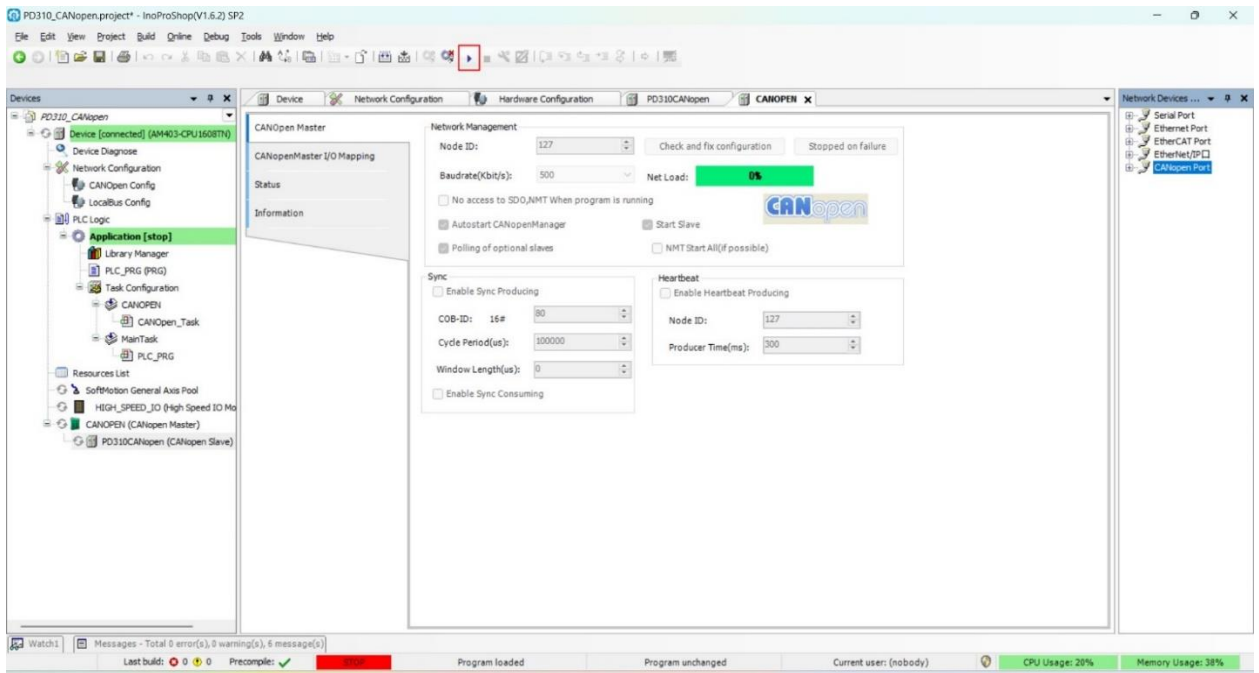 PD310_CANopen.project* - InoProShop(V1.6.2) SP2
File Edit View Project Build Online Debug Tools Window Help
Devices
PD310_CANopen
Device [connected] (AM403-CPU1608TN)
Device Diagnose
Network Configuration
CANOpen Config
LocalBus Config
PLC Logic
Application [stop]
Library Manager
PLC_PRG (PRG)
Task Configuration
CANOPEN
CANOpen_Task
MainTask
PLC_PRG
Resources List
SoftMotion General Axis Pool
HIGH_SPEED_IO (High Speed IO Mo
CANOPEN (CANopen Master)
PD310CANopen (CANopen Slave)
Device Network Configuration Hardware Configuration PD310CANopen CANOPEN
CANOpen Master
CANopenMaster I/O Mapping
Status
Information
Network Management
Node ID: 127 Check and fix configuration Stopped on failure
Baudrate(Kbit/s): 500 Net Load: 0%
No access to SDO,NMT When program is running
CANopen
Autostart CANopenManager Start Slave
Polling of optional slaves NMT Start All(if possible)
Sync
Enable Sync Producing
COB-ID: 16# 80
Cycle Period(us): 100000
Window Length(us): 0
Enable Sync Consuming
Heartbeat
Enable Heartbeat Producing
Node ID: 127
Producer Time(ms): 300
Network Devices ...
Serial Port
Ethernet Port
EtherCAT Port
EtherNet/IP□
CANopen Port
Watch1 Messages - Total 0 error(s), 0 warning(s), 6 message(s)
Last build: 0 0 Precompile: STOP Program loaded Program unchanged Current user: (nobody) CPU Usage: 20% Memory Usage: 38%